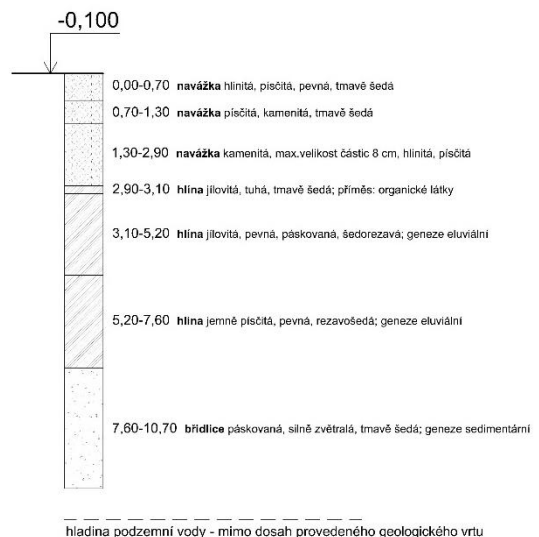 -0,100
0,00-0,70 navážka hlinitá, písčitá, pevná, tmavě šedá
0,70-1,30 navážka písčitá, kamenitá, tmavě šedá
1,30-2,90 navážka kamenitá, max.velikost částic 8 cm, hlinitá, písčitá
2,90-3,10 hlína jílovitá, tuhá, tmavě šedá; příměs: organické látky
3,10-5,20 hlína jílovitá, pevná, páskovaná, šedorezavá; geneze eluviální
5,20-7,60 hlína jemně písčitá, pevná, rezavošedá; geneze eluviální
7,60-10,70 břidlice páskovaná, silně zvětralá, tmavě šedá; geneze sedimentární
hladina podzemní vody - mimo dosah provedeného geologického vrtu